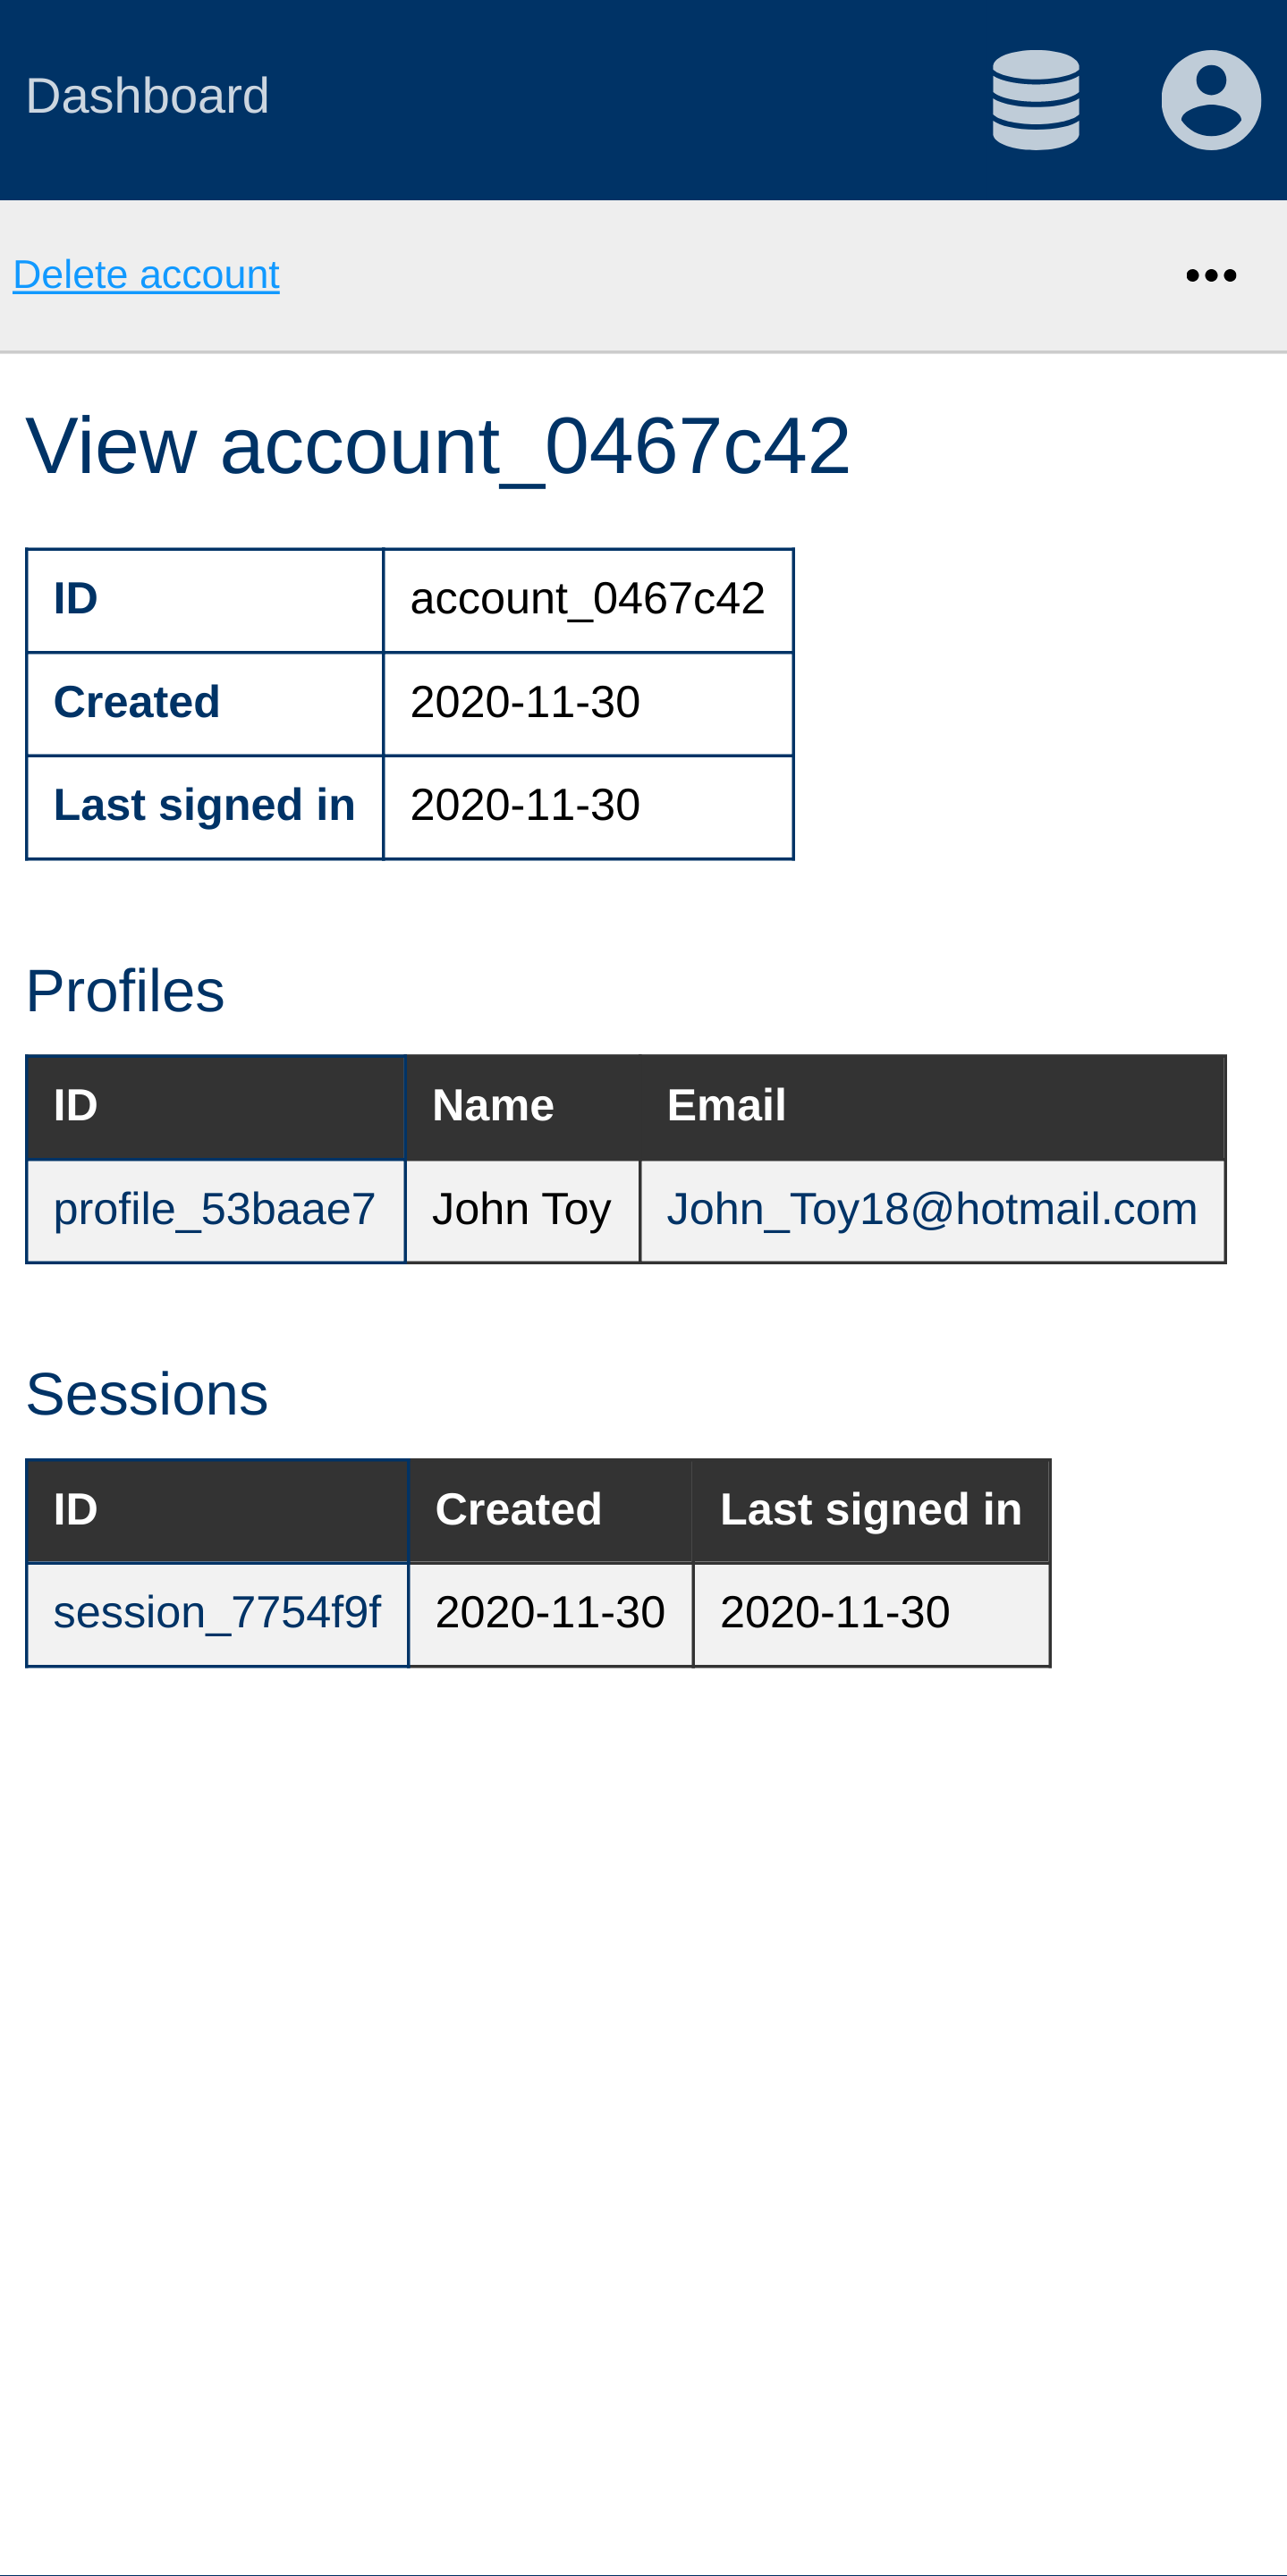 Dashboard
Delete account
View account_0467c42
ID account_0467c42
Created 2020-11-30
Last signed in 2020-11-30
Profiles
ID Name Email
profile_53baae7 John Toy John_Toy18@hotmail.com
Sessions
ID Created Last signed in
session_7754f9f 2020-11-30 2020-11-30